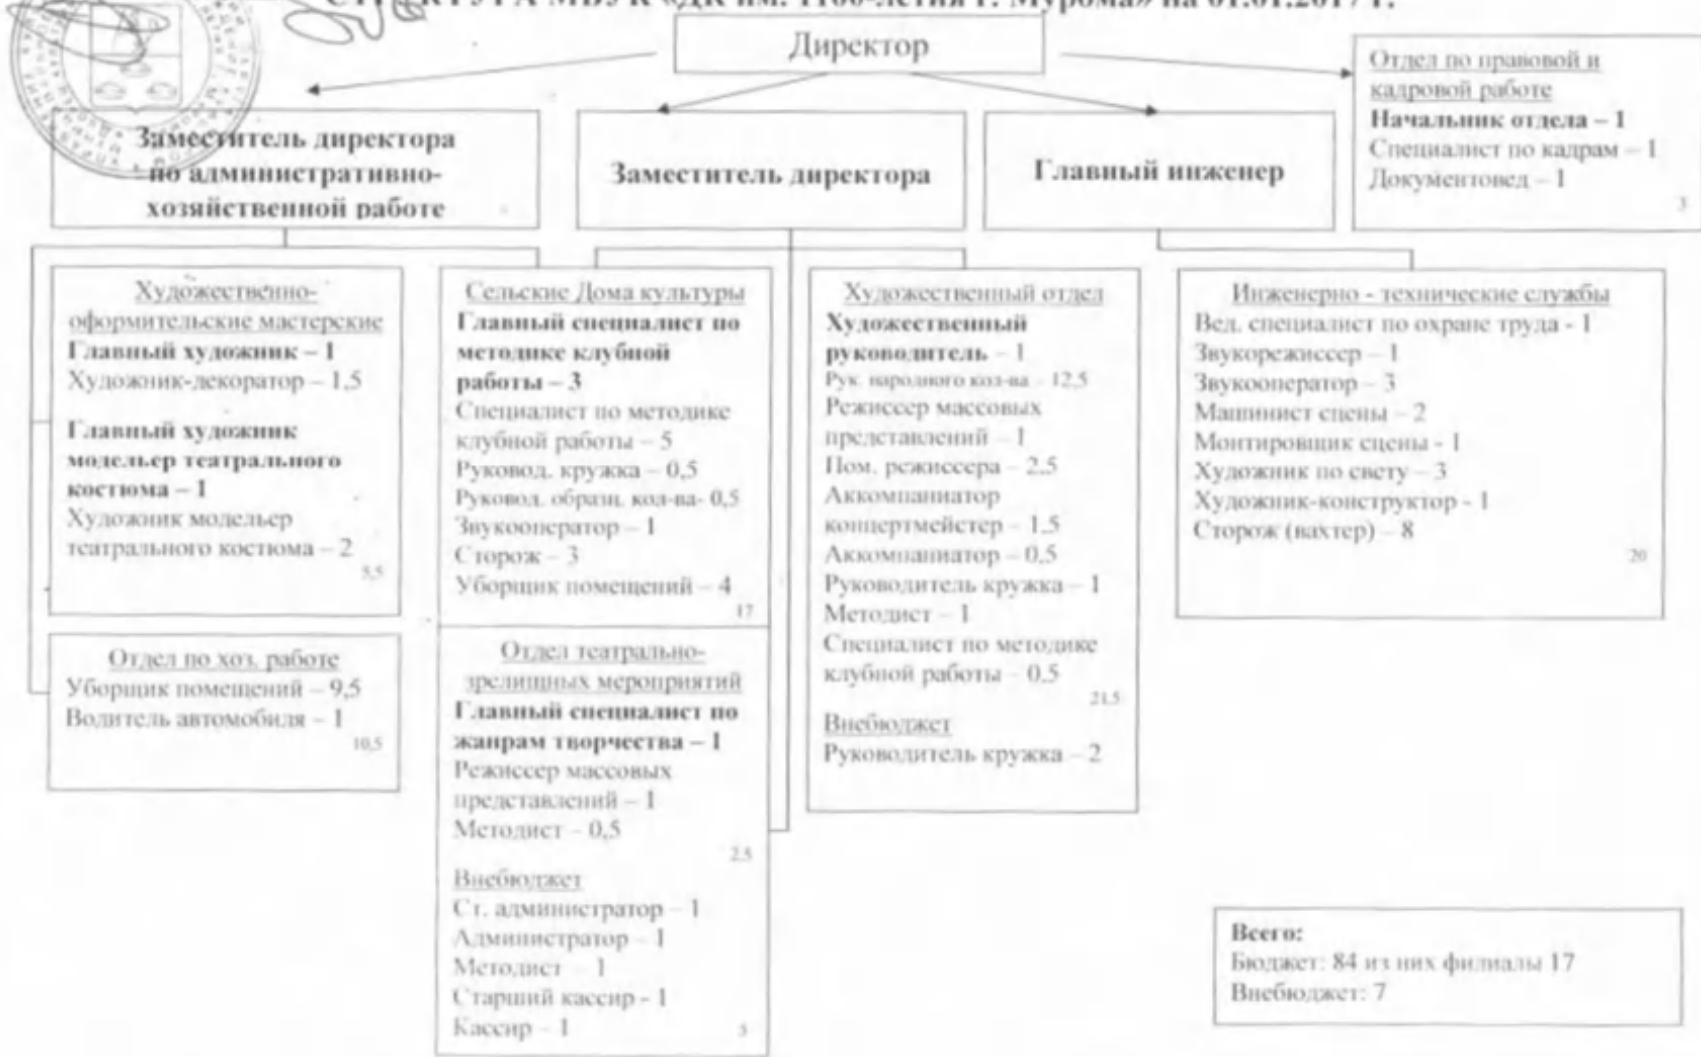 СТРУКТУРА МБУК «ДК им. 1100-летия г. Мурома» на 01.01.2017 г.
Директор
Отдел по правовой и
кадровой работе
Начальник отдела – 1
Специалист по кадрам – 1
Документовед – 1
3
Заместитель директора
по административно-
хозяйственной работе
Заместитель директора
Главный инженер
Художественно-
оформительские мастерские
Главный художник – 1
Художник-декоратор – 1,5
Главный художник
модельер театрального
костюма – 1
Художник модельер
театрального костюма – 2
5,5
Отдел по хоз. работе
Уборщик помещений – 9,5
Водитель автомобиля – 1
10,5
Сельские Дома культуры
Главный специалист по
методике клубной
работы – 3
Специалист по методике
клубной работы – 5
Руковод. кружка – 0,5
Руковод. образц. кол-ва- 0,5
Звукооператор – 1
Сторож – 3
Уборщик помещений – 4
17
Отдел театрально-
зрелищных мероприятий
Главный специалист по
жанрам творчества – 1
Режиссер массовых
представлений – 1
Методист – 0,5
2,5
Внебюджет
Ст. администратор – 1
Администратор – 1
Методист – 1
Старший кассир - 1
Кассир – 1
5
Художественный отдел
Художественный
руководитель – 1
Рук. народного кол-ва – 12,5
Режиссер массовых
представлений – 1
Пом. режиссера – 2,5
Аккомпаниатор
концертмейстер – 1,5
Аккомпаниатор – 0,5
Руководитель кружка – 1
Методист – 1
Специалист по методике
клубной работы – 0,5
21,5
Внебюджет
Руководитель кружка – 2
Инженерно - технические службы
Вед. специалист по охране труда - 1
Звукорежиссер – 1
Звукооператор – 3
Машинист сцены – 2
Монтировщик сцены - 1
Художник по свету – 3
Художник-конструктор - 1
Сторож (вахтер) – 8
20
Всего:
Бюджет: 84 из них филиалы 17
Внебюджет: 7